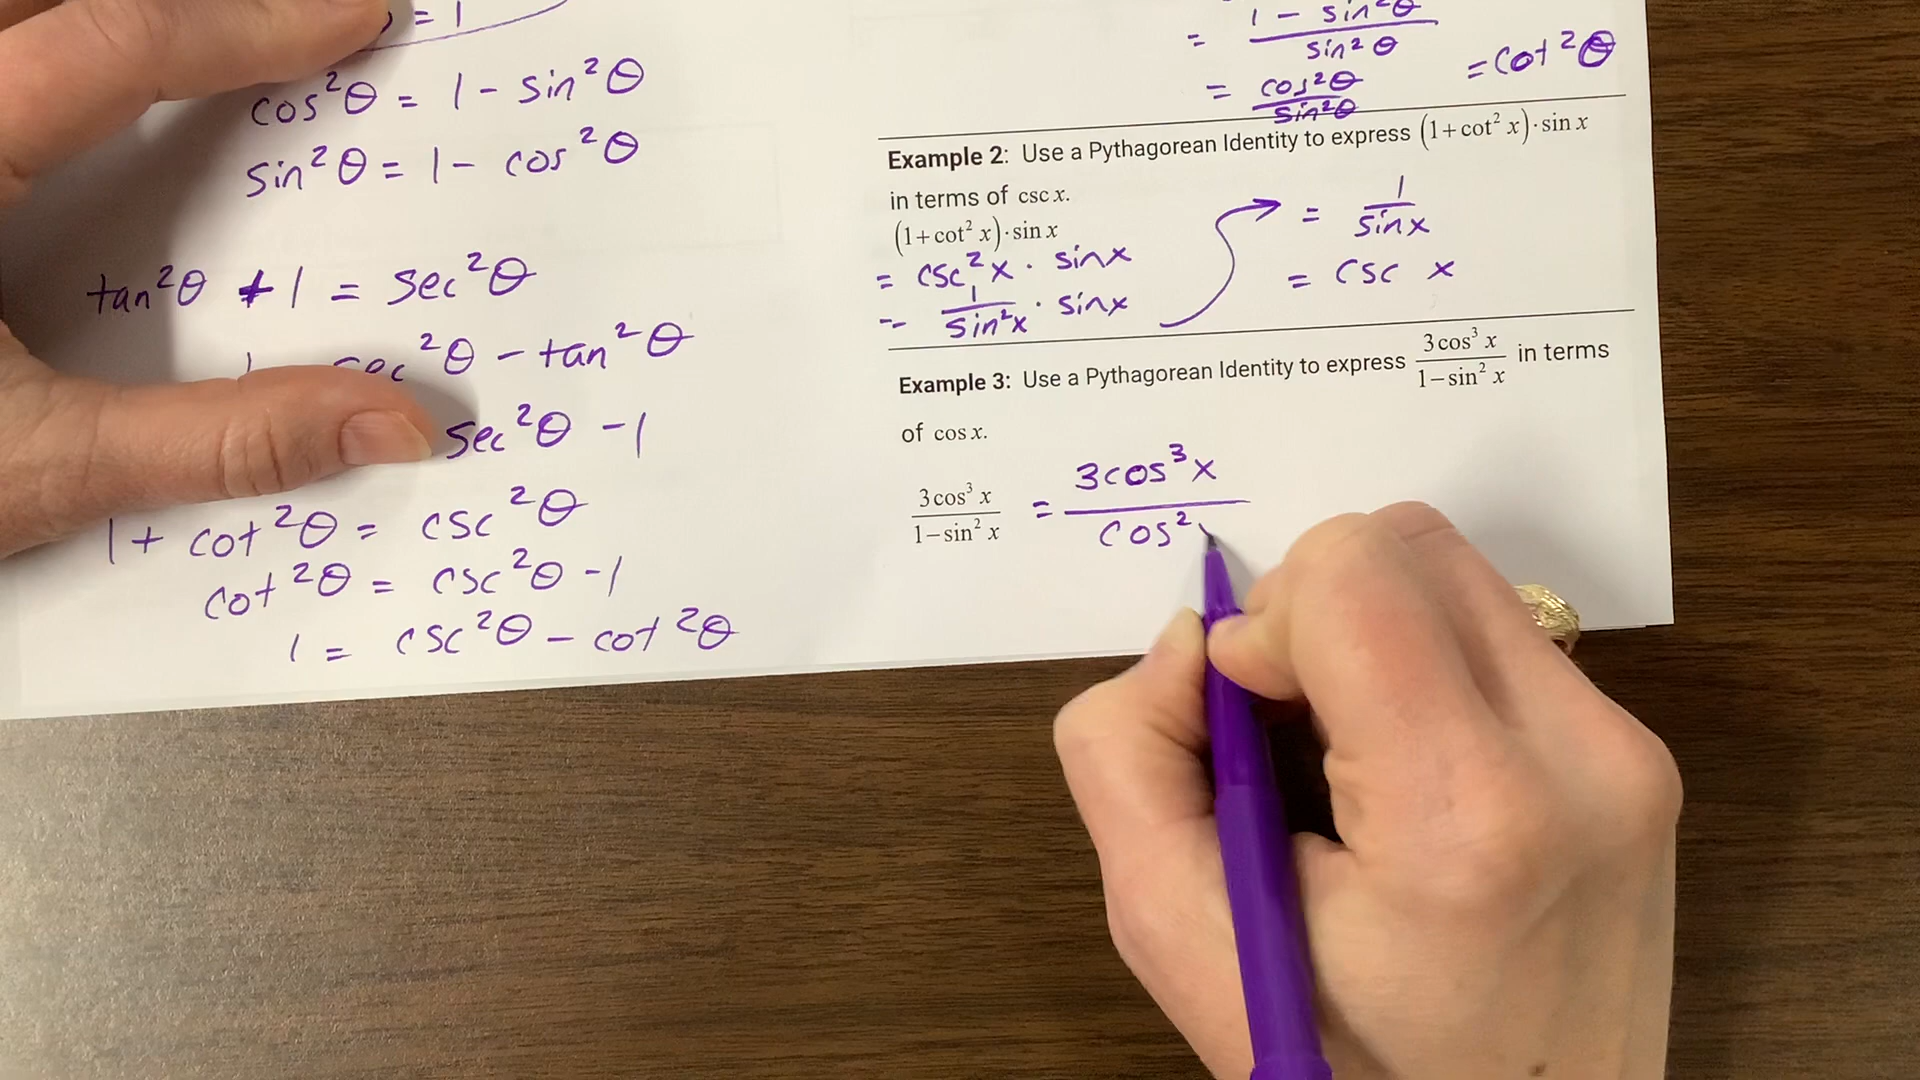 = 1
cos²θ = 1 - sin²θ
sin²θ = 1 - cos²θ
tan²θ + 1 = sec²θ
1 sec²θ - tan²θ
sec²θ - 1
1 + cot²θ = csc²θ
cot²θ = csc²θ - 1
1 = csc²θ - cot²θ
= (1 - sin²θ)/(sin²θ)
= cos²θ/sin²θ = cot²θ
Example 2: Use a Pythagorean Identity to express (1+cot² x)·sin x
in terms of csc x.
(1+cot² x)·sin x
= csc²x · sinx
= 1/sin²x · sinx
= 1/sinx
= csc x
Example 3: Use a Pythagorean Identity to express 3cos³ x/1−sin² x in terms
of cos x.
3cos³ x/1−sin² x = 3cos³x/cos²